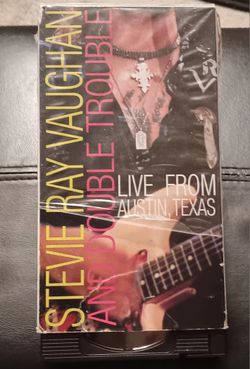 STEVIE RAY VAUGHAN
AND DOUBLE TROUBLE
LIVE FROM
AUSTIN, TEXAS